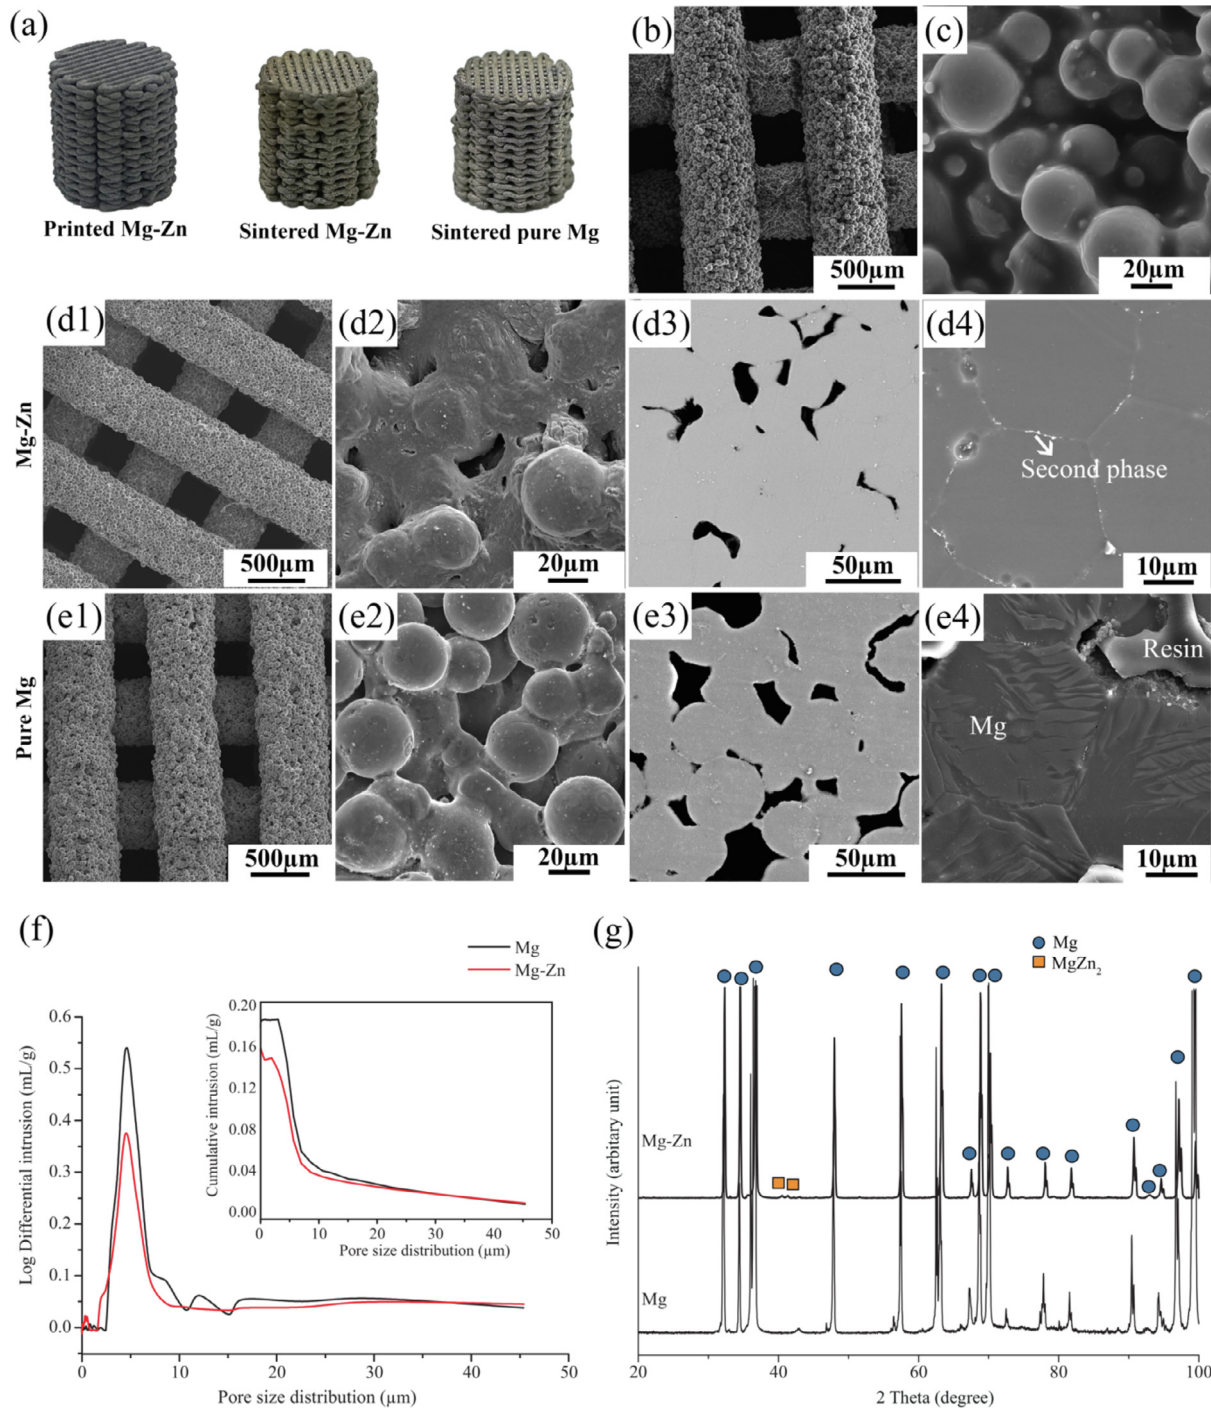 (a)
Printed Mg-Zn
Sintered Mg-Zn
Sintered pure Mg
(b)
500µm
(c)
20µm
Mg-Zn
(d1)
500µm
(d2)
20µm
(d3)
50µm
(d4)
Second phase
10µm
Pure Mg
(e1)
500µm
(e2)
20µm
(e3)
50µm
(e4)
Resin
Mg
10µm
(f)
Mg
Mg-Zn
Log Differential intrusion (mL/g)
0.6
0.5
0.4
0.3
0.2
0.1
0.0
0
10
20
30
40
50
Pore size distribution (µm)
Cumulative intrusion (mL/g)
0.20
0.16
0.12
0.08
0.04
0.00
0
10
20
30
40
50
Pore size distribution (µm)
(g)
Mg
MgZn₂
Intensity (arbitary unit)
Mg-Zn
Mg
20
30
40
50
60
70
80
90
100
2 Theta (degree)